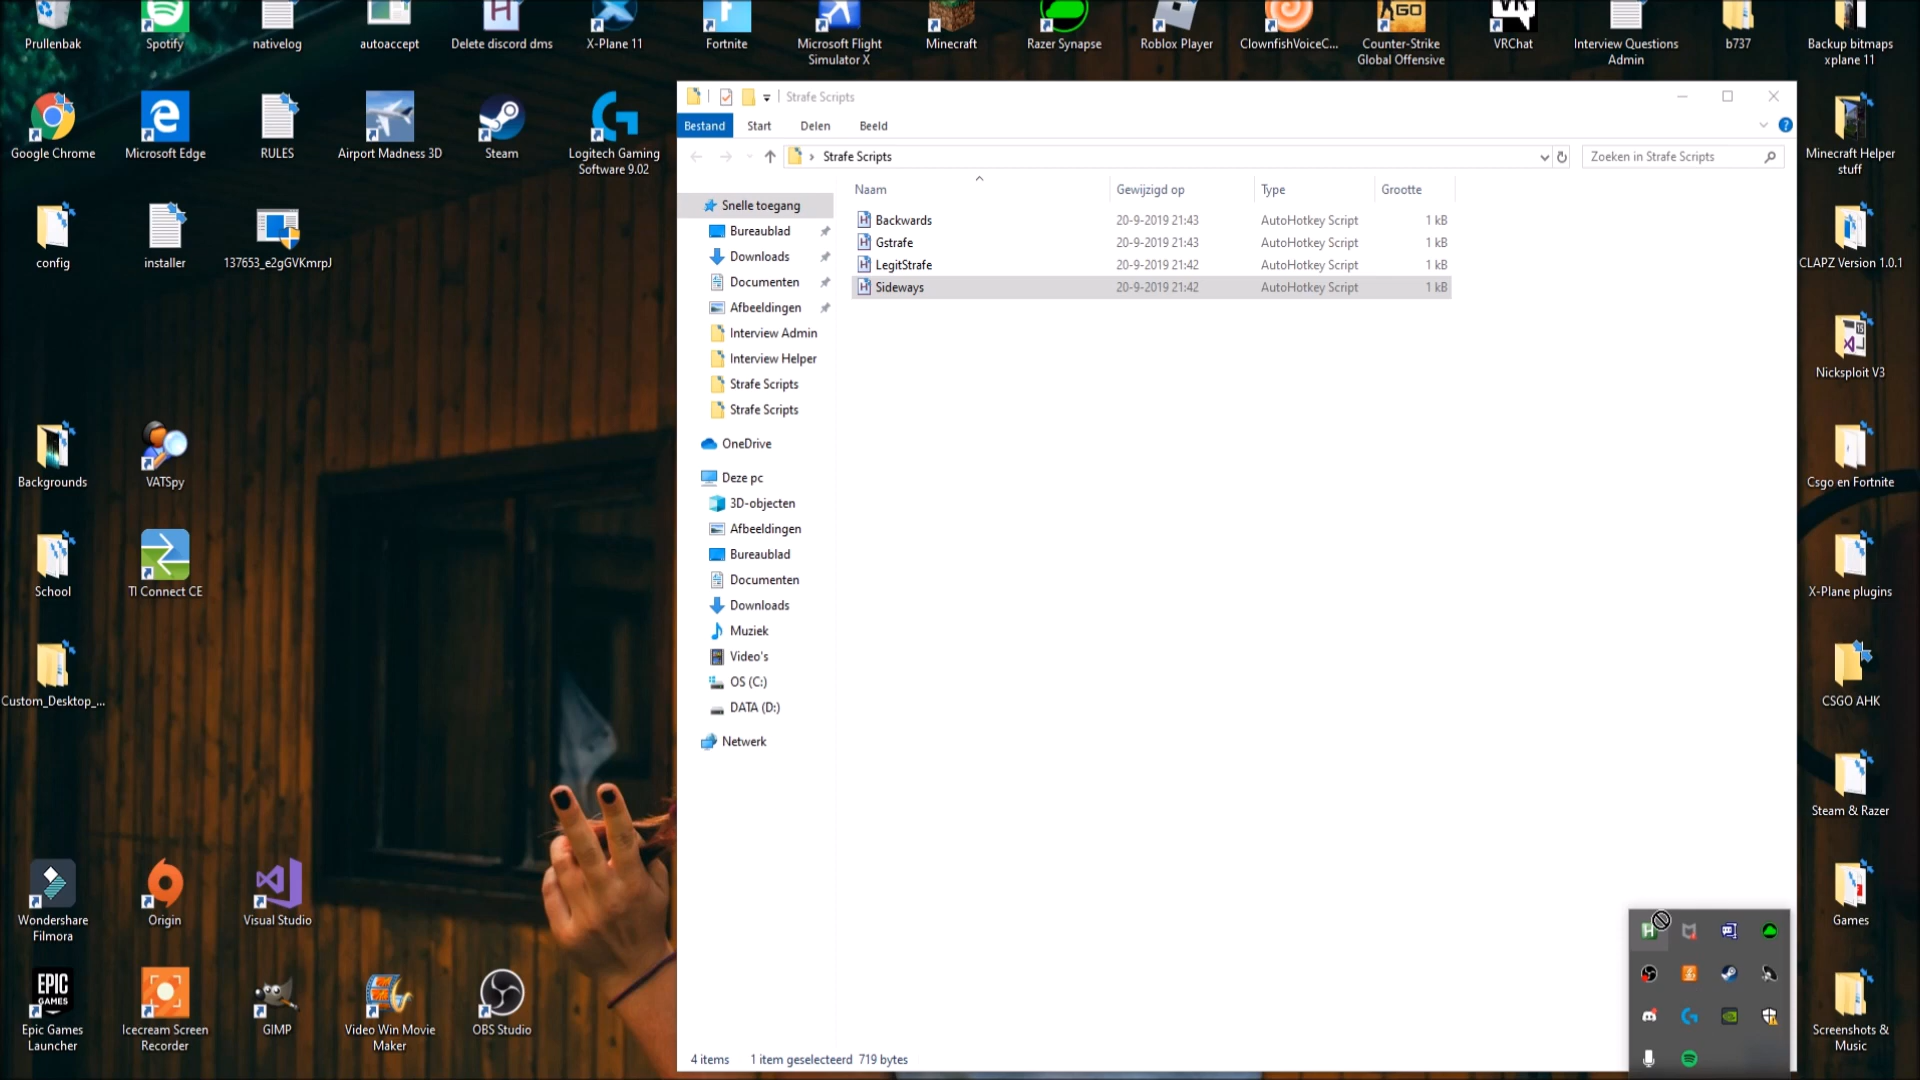 Prullenbak
Spotify
nativelog
autoaccept
Delete discord dms
X-Plane 11
Fortnite
Microsoft Flight
Simulator X
Minecraft
Razer Synapse
Roblox Player
ClownfishVoiceC...
GO
Counter-Strike
Global Offensive
VR
VRChat
Interview Questions
Admin
b737
Backup bitmaps
xplane 11
Google Chrome
Microsoft Edge
RULES
Airport Madness 3D
Steam
Logitech Gaming
Software 9.02
Minecraft Helper
stuff
config
installer
137653_e2gGVKmrpJ
CLAPZ Version 1.0.1
Nicksploit V3
Backgrounds
VATSpy
Csgo en Fortnite
School
TI Connect CE
X-Plane plugins
Custom_Desktop_...
CSGO AHK
Steam & Razer
Wondershare
Filmora
Origin
Visual Studio
Games
EPIC
GAMES
Epic Games
Launcher
Icecream Screen
Recorder
GIMP
Video Win Movie
Maker
OBS Studio
Screenshots &
Music
Strafe Scripts
Bestand Start Delen Beeld
Strafe Scripts
Zoeken in Strafe Scripts
Naam Gewijzigd op Type Grootte
Backwards 20-9-2019 21:43 AutoHotkey Script 1 kB
Gstrafe 20-9-2019 21:43 AutoHotkey Script 1 kB
LegitStrafe 20-9-2019 21:42 AutoHotkey Script 1 kB
Sideways 20-9-2019 21:42 AutoHotkey Script 1 kB
Snelle toegang
Bureaublad
Downloads
Documenten
Afbeeldingen
Interview Admin
Interview Helper
Strafe Scripts
Strafe Scripts
OneDrive
Deze pc
3D-objecten
Afbeeldingen
Bureaublad
Documenten
Downloads
Muziek
Video's
OS (C:)
DATA (D:)
Netwerk
4 items 1 item geselecteerd 719 bytes